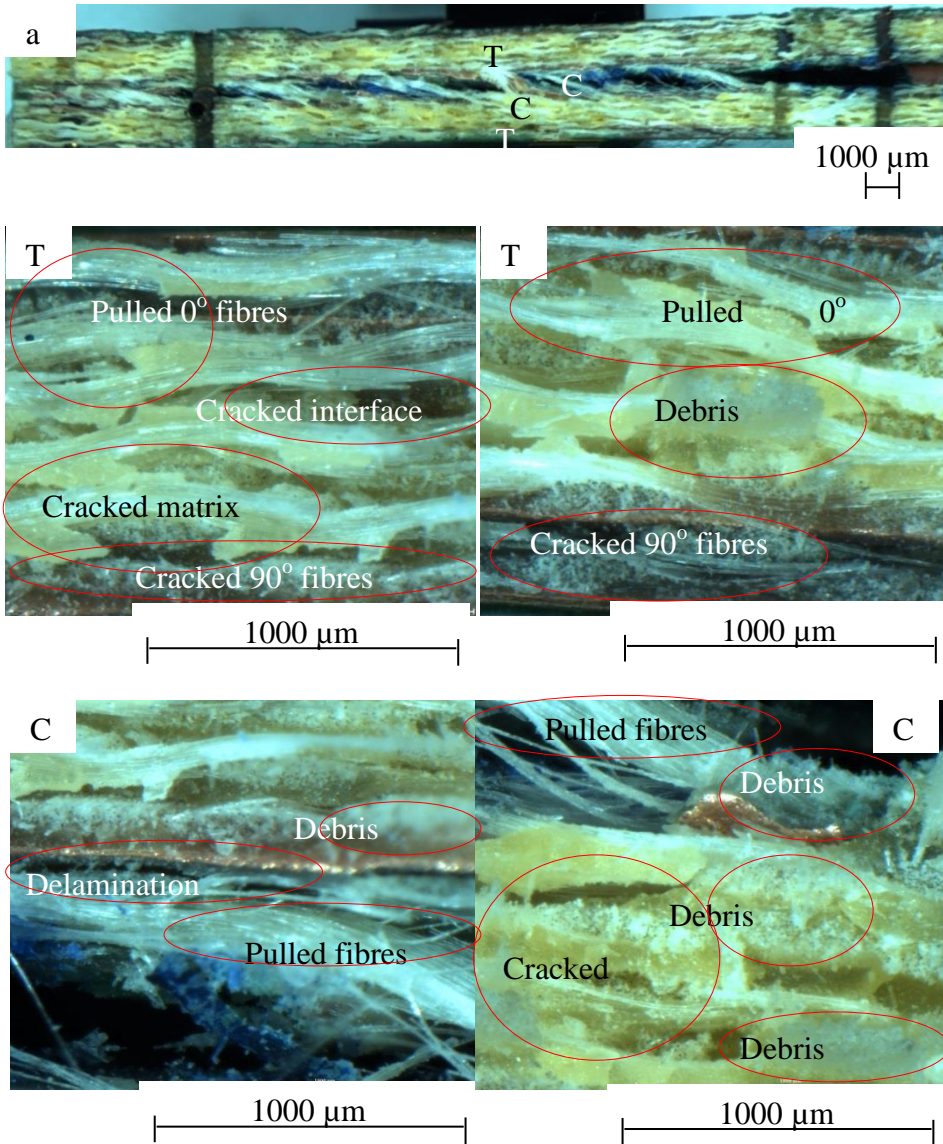 a
T
C
C
T
1000 µm
T
Pulled 0° fibres
Cracked interface
Cracked matrix
Cracked 90° fibres
1000 µm
T
Pulled 0°
Debris
Cracked 90° fibres
1000 µm
C
Debris
Delamination
Pulled fibres
1000 µm
C
Pulled fibres
Debris
Debris
Cracked
Debris
1000 µm